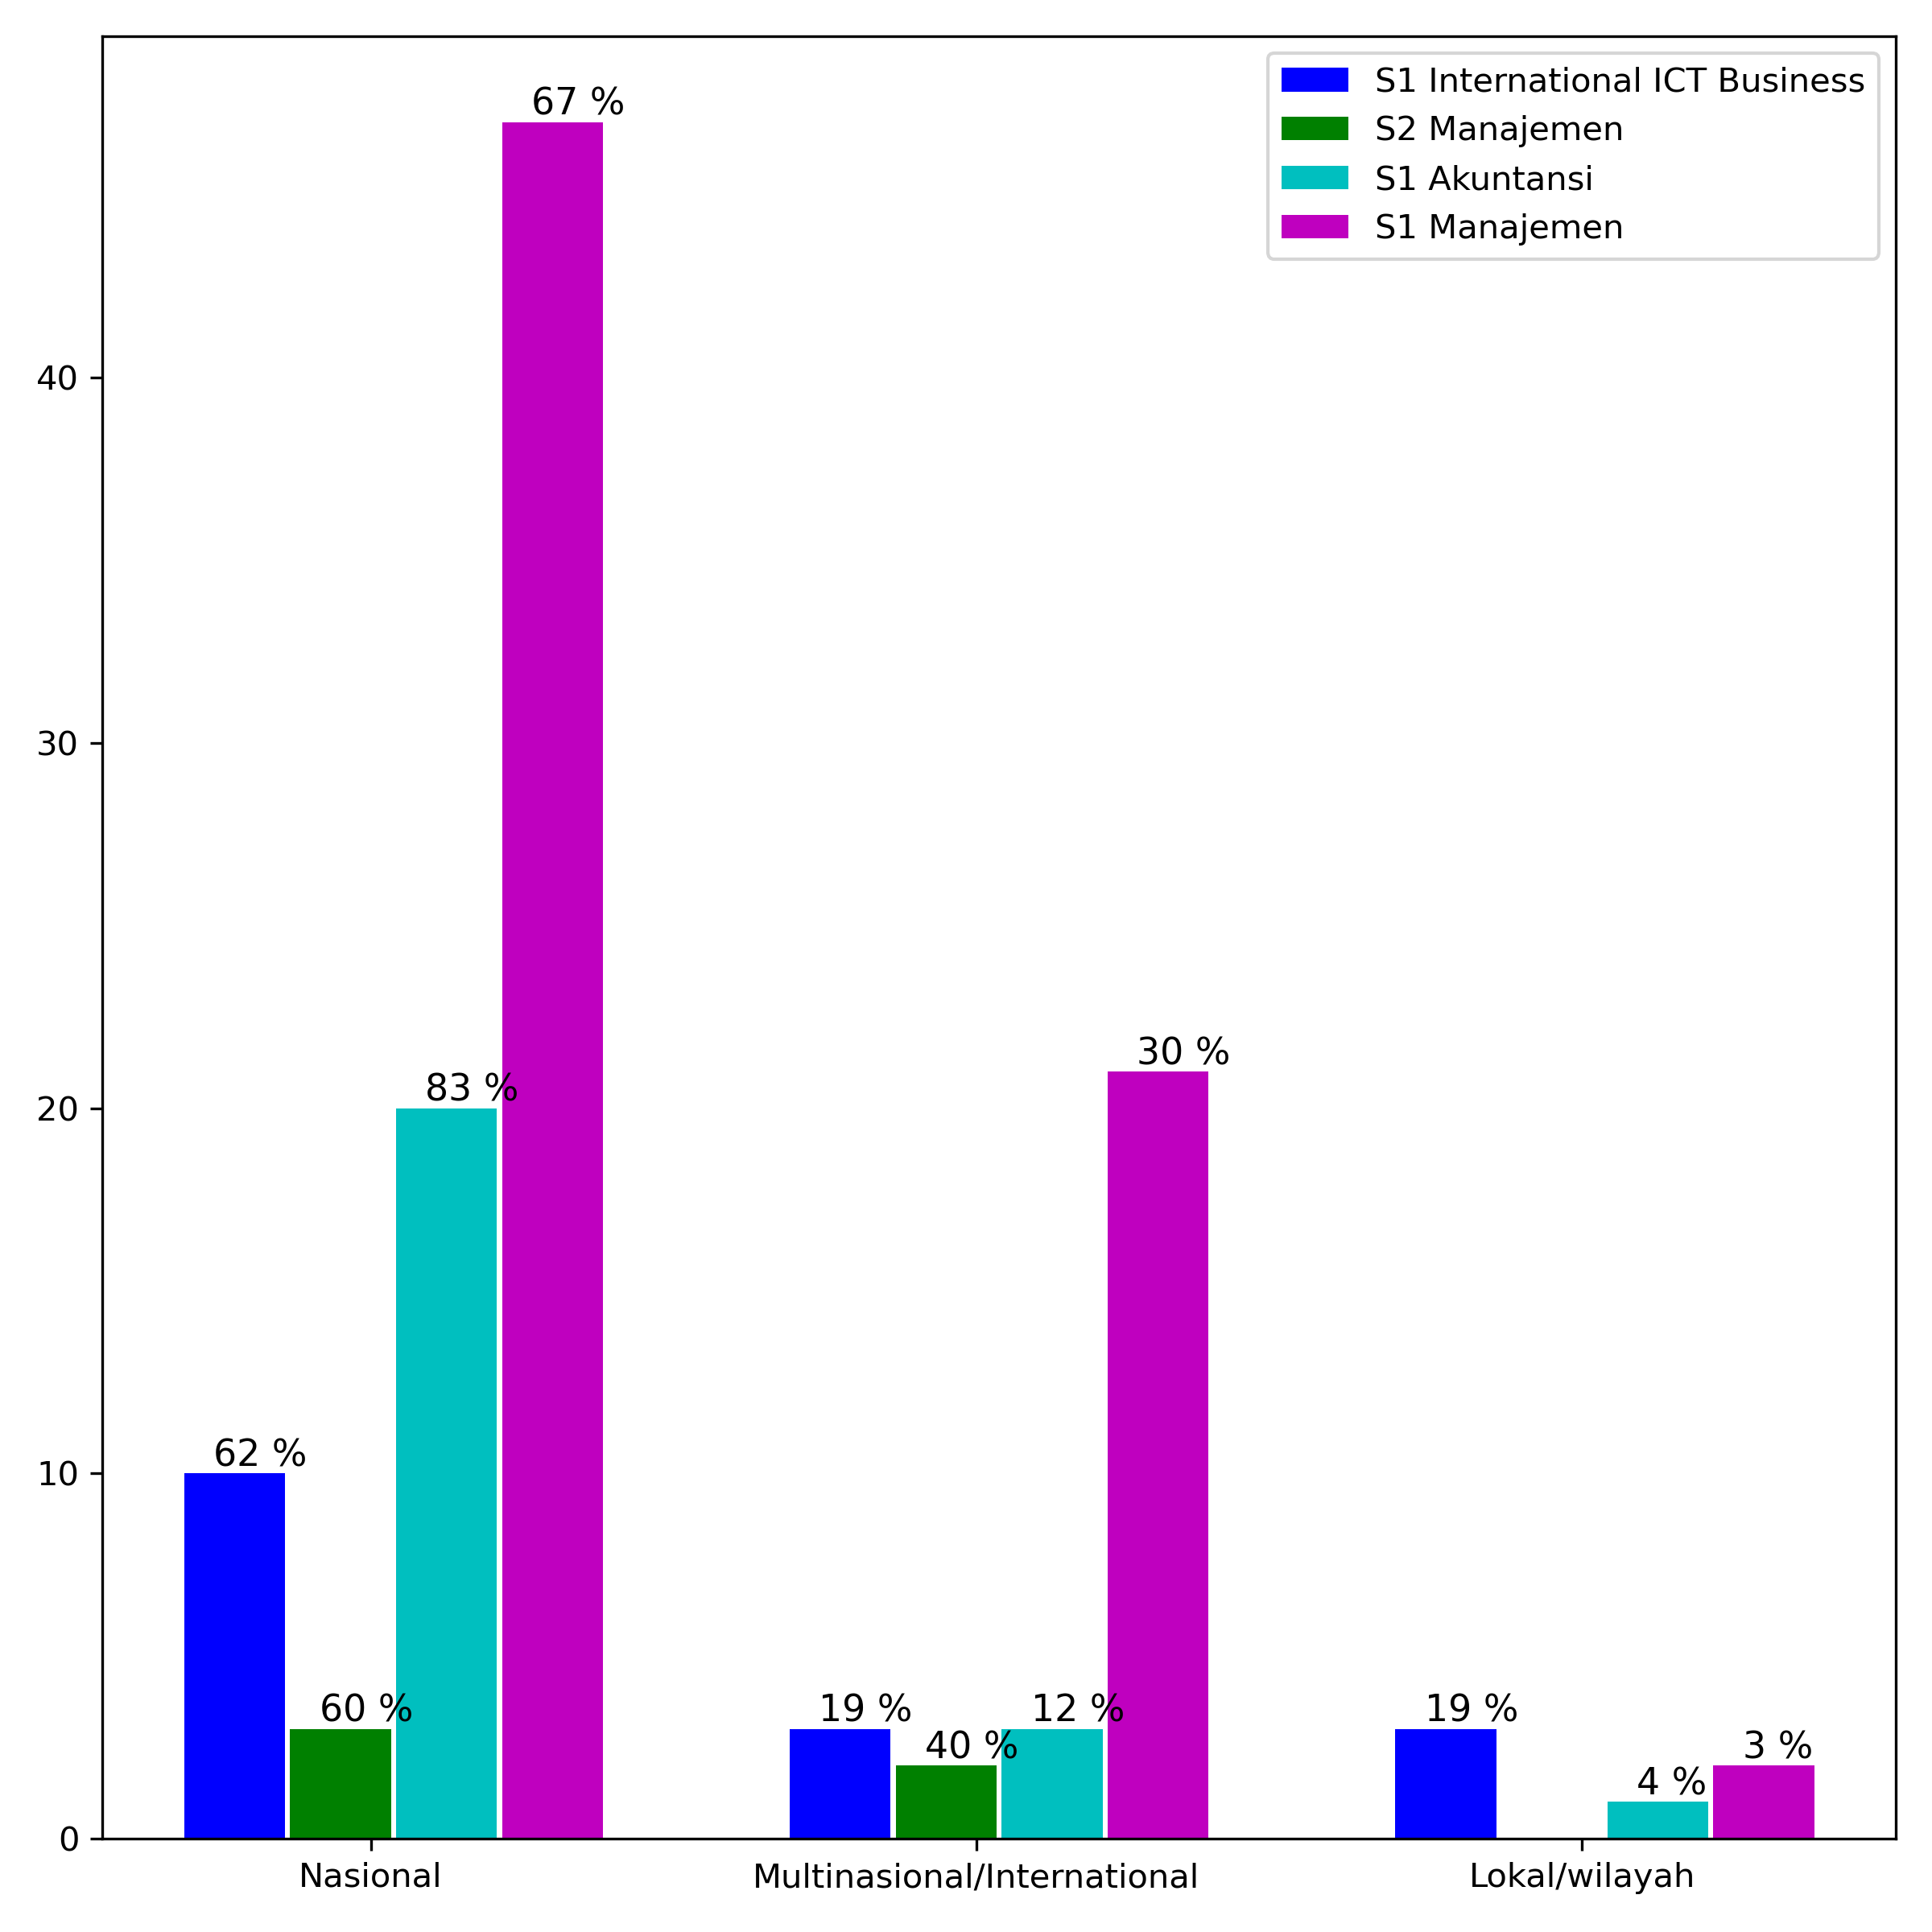 67 %
S1 International ICT Business
S2 Manajemen
S1 Akuntansi
S1 Manajemen
40
30
30 %
83 %
20
62 %
10
60 %
19 %
12 %
19 %
40 %
3 %
4 %
0
Nasional
Multinasional/International
Lokal/wilayah